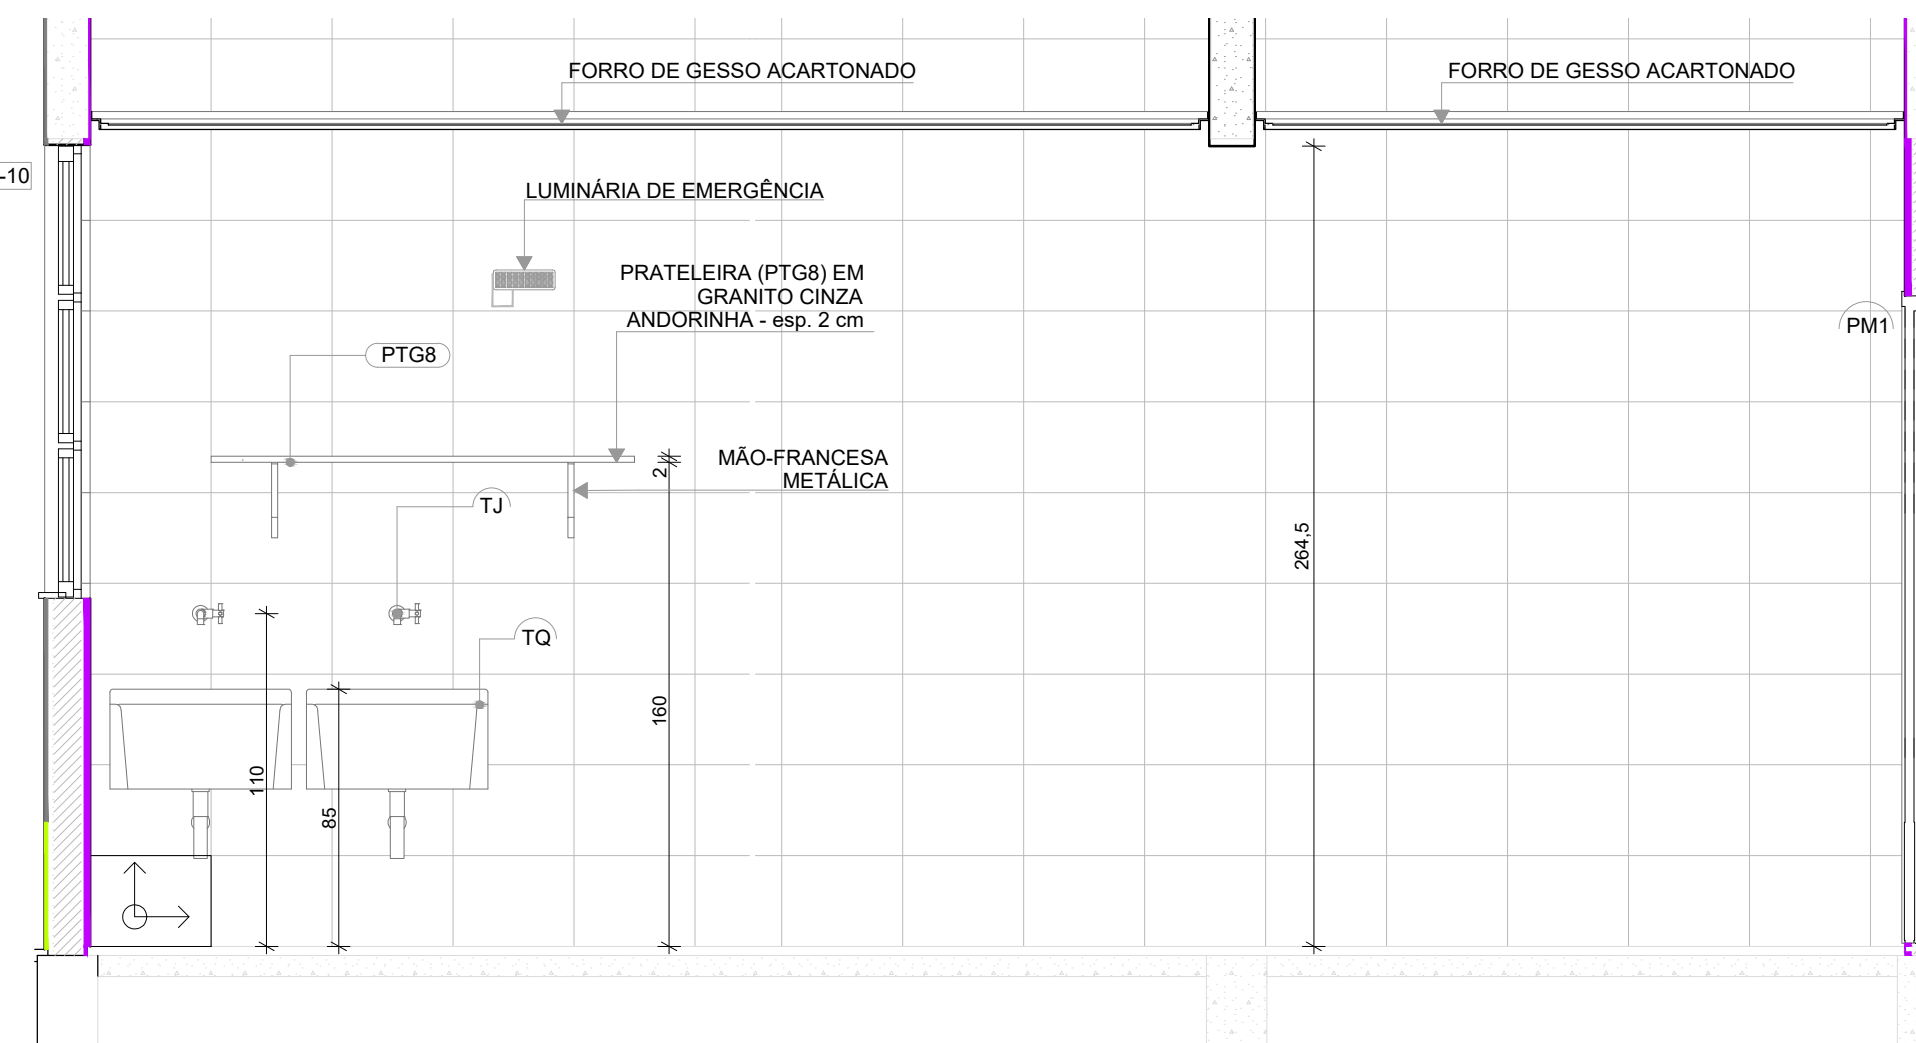 FORRO DE GESSO ACARTONADO
FORRO DE GESSO ACARTONADO
-10
LUMINÁRIA DE EMERGÊNCIA
PRATELEIRA (PTG8) EM
GRANITO CINZA
ANDORINHA - esp. 2 cm
PM1
PTG8
MÃO-FRANCESA
METÁLICA
2
TJ
264,5
TQ
160
110
85